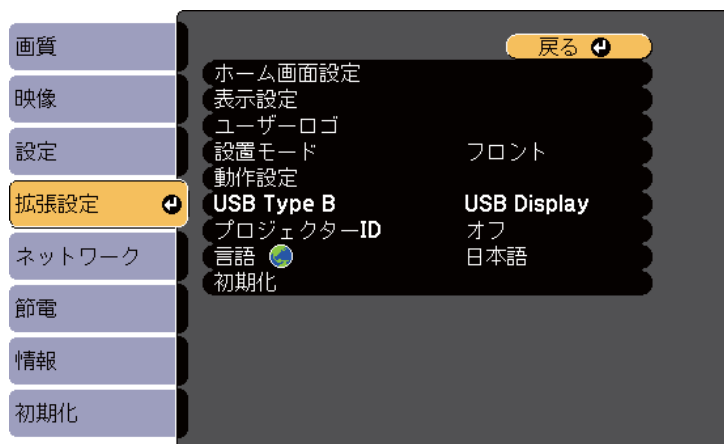 画質
映像
設定
拡張設定
ネットワーク
節電
情報
初期化
戻る
ホーム画面設定
表示設定
ユーザーロゴ
設置モード フロント
動作設定
USB Type B USB Display
プロジェクターID オフ
言語 日本語
初期化